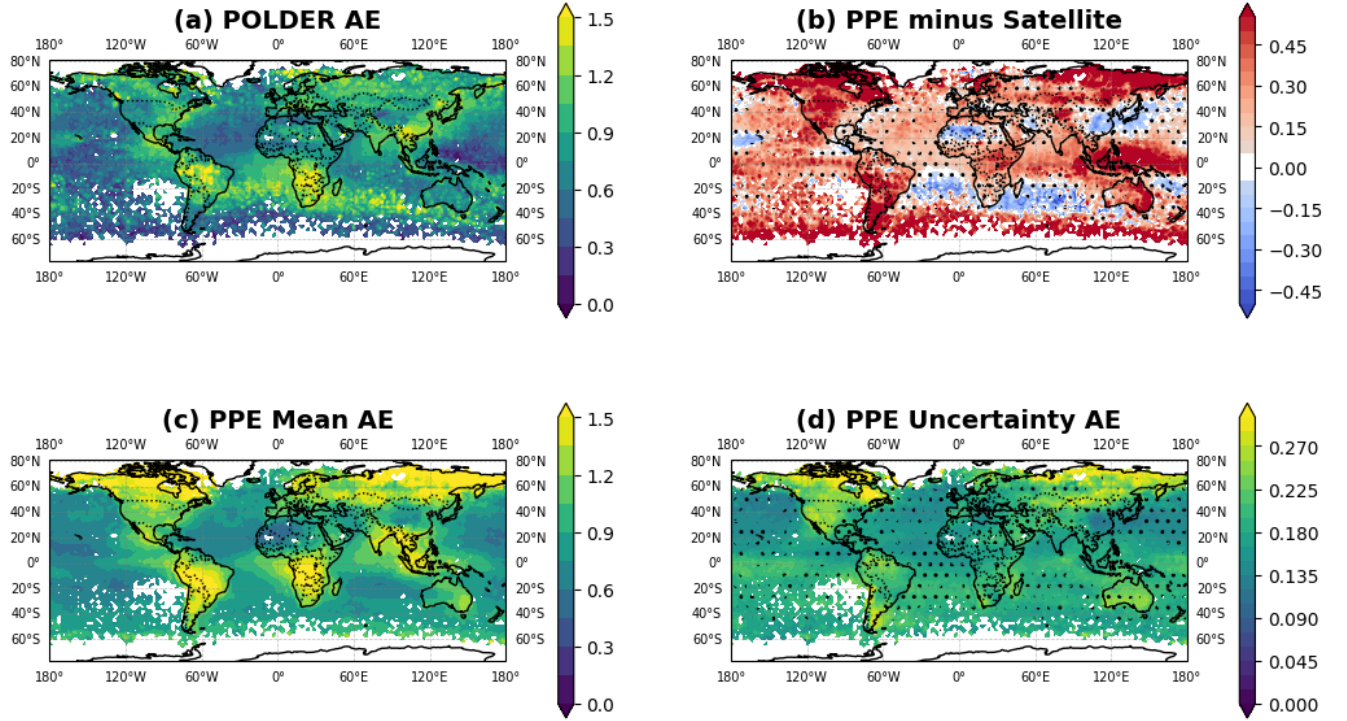 (a) POLDER AE
180° 120°W 60°W 0° 60°E 120°E 180°
80°N 80°N
60°N 60°N
40°N 40°N
20°N 20°N
0° 0°
20°S 20°S
40°S 40°S
60°S 60°S
180° 120°W 60°W 0° 60°E 120°E 180°
1.5
1.2
0.9
0.6
0.3
0.0
(b) PPE minus Satellite
180° 120°W 60°W 0° 60°E 120°E 180°
80°N 80°N
60°N 60°N
40°N 40°N
20°N 20°N
0° 0°
20°S 20°S
40°S 40°S
60°S 60°S
180° 120°W 60°W 0° 60°E 120°E 180°
0.45
0.30
0.15
0.00
−0.15
−0.30
−0.45
(c) PPE Mean AE
180° 120°W 60°W 0° 60°E 120°E 180°
80°N 80°N
60°N 60°N
40°N 40°N
20°N 20°N
0° 0°
20°S 20°S
40°S 40°S
60°S 60°S
180° 120°W 60°W 0° 60°E 120°E 180°
1.5
1.2
0.9
0.6
0.3
0.0
(d) PPE Uncertainty AE
180° 120°W 60°W 0° 60°E 120°E 180°
80°N 80°N
60°N 60°N
40°N 40°N
20°N 20°N
0° 0°
20°S 20°S
40°S 40°S
60°S 60°S
180° 120°W 60°W 0° 60°E 120°E 180°
0.270
0.225
0.180
0.135
0.090
0.045
0.000